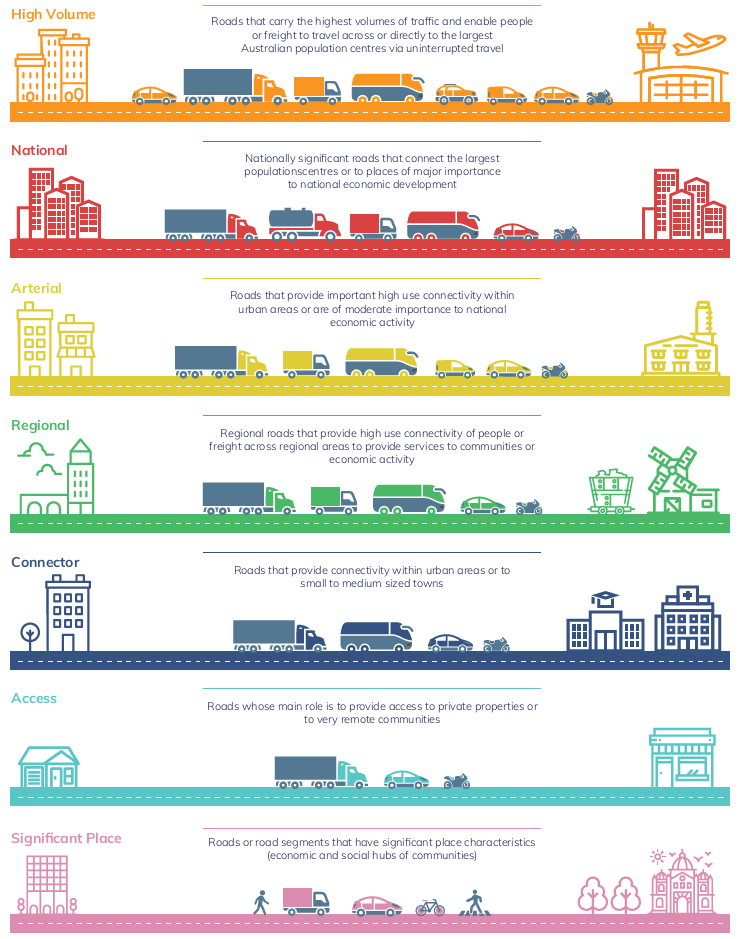 High Volume
Roads that carry the highest volumes of traffic and enable people
or freight to travel across or directly to the largest
Australian population centres via uninterrupted travel
National
Nationally significant roads that connect the largest
populationscentres or to places of major importance
to national economic development
Arterial
Roads that provide important high use connectivity within
urban areas or are of moderate importance to national
economic activity
Regional
Regional roads that provide high use connectivity of people or
freight across regional areas to provide services to communities or
economic activity
Connector
Roads that provide connectivity within urban areas or to
small to medium sized towns
Access
Roads whose main role is to provide access to private properties or
to very remote communities
Significant Place
Roads or road segments that have significant place characteristics
(economic and social hubs of communities)